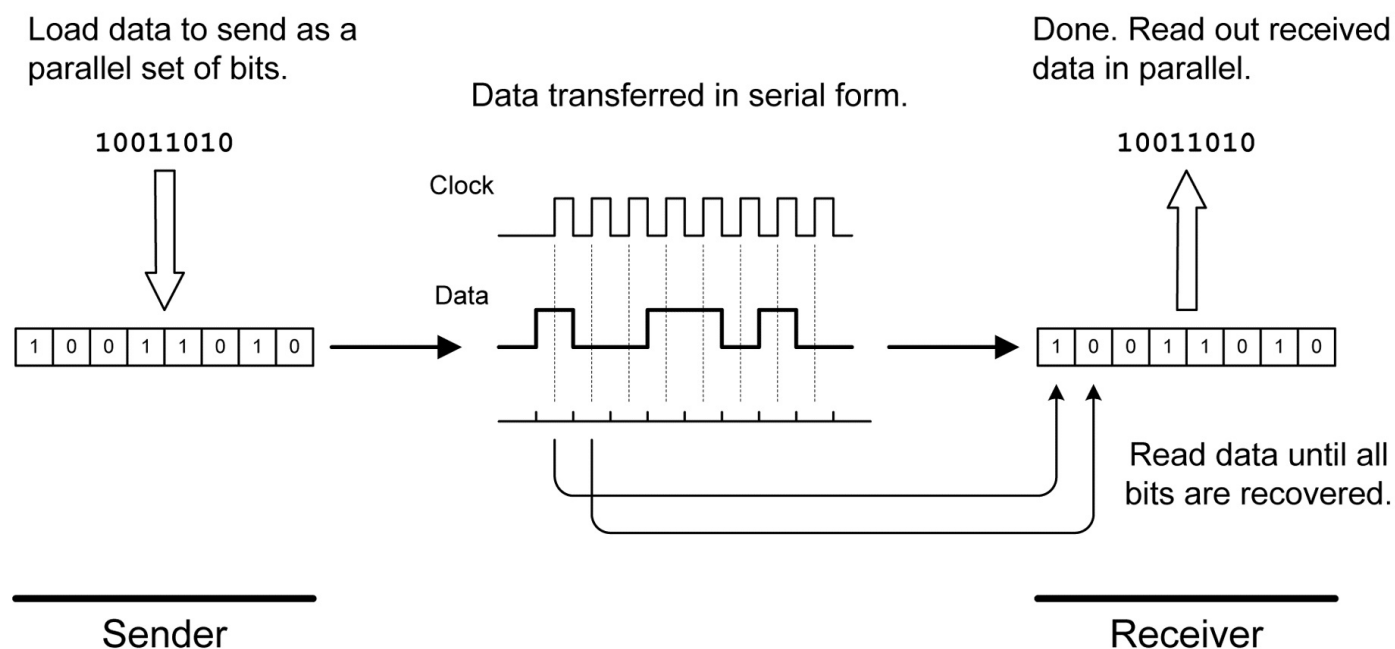 Load data to send as a
parallel set of bits.
10011010
1 0 0 1 1 0 1 0
Sender
Data transferred in serial form.
Clock
Data
Done. Read out received
data in parallel.
10011010
1 0 0 1 1 0 1 0
Read data until all
bits are recovered.
Receiver